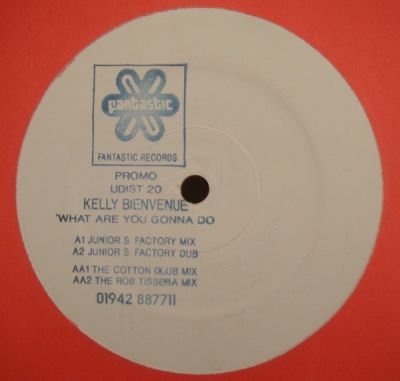 fantastic
FANTASTIC RECORDS
PROMO
UDIST 20
KELLY BIENVENUE
'WHAT ARE YOU GONNA DO
A1 JUNIOR S. FACTORY MIX
A2 JUNIOR S. FACTORY DUB
AA1 THE COTTON CLUB MIX
AA2 THE ROB TISSERA MIX
01942 887711